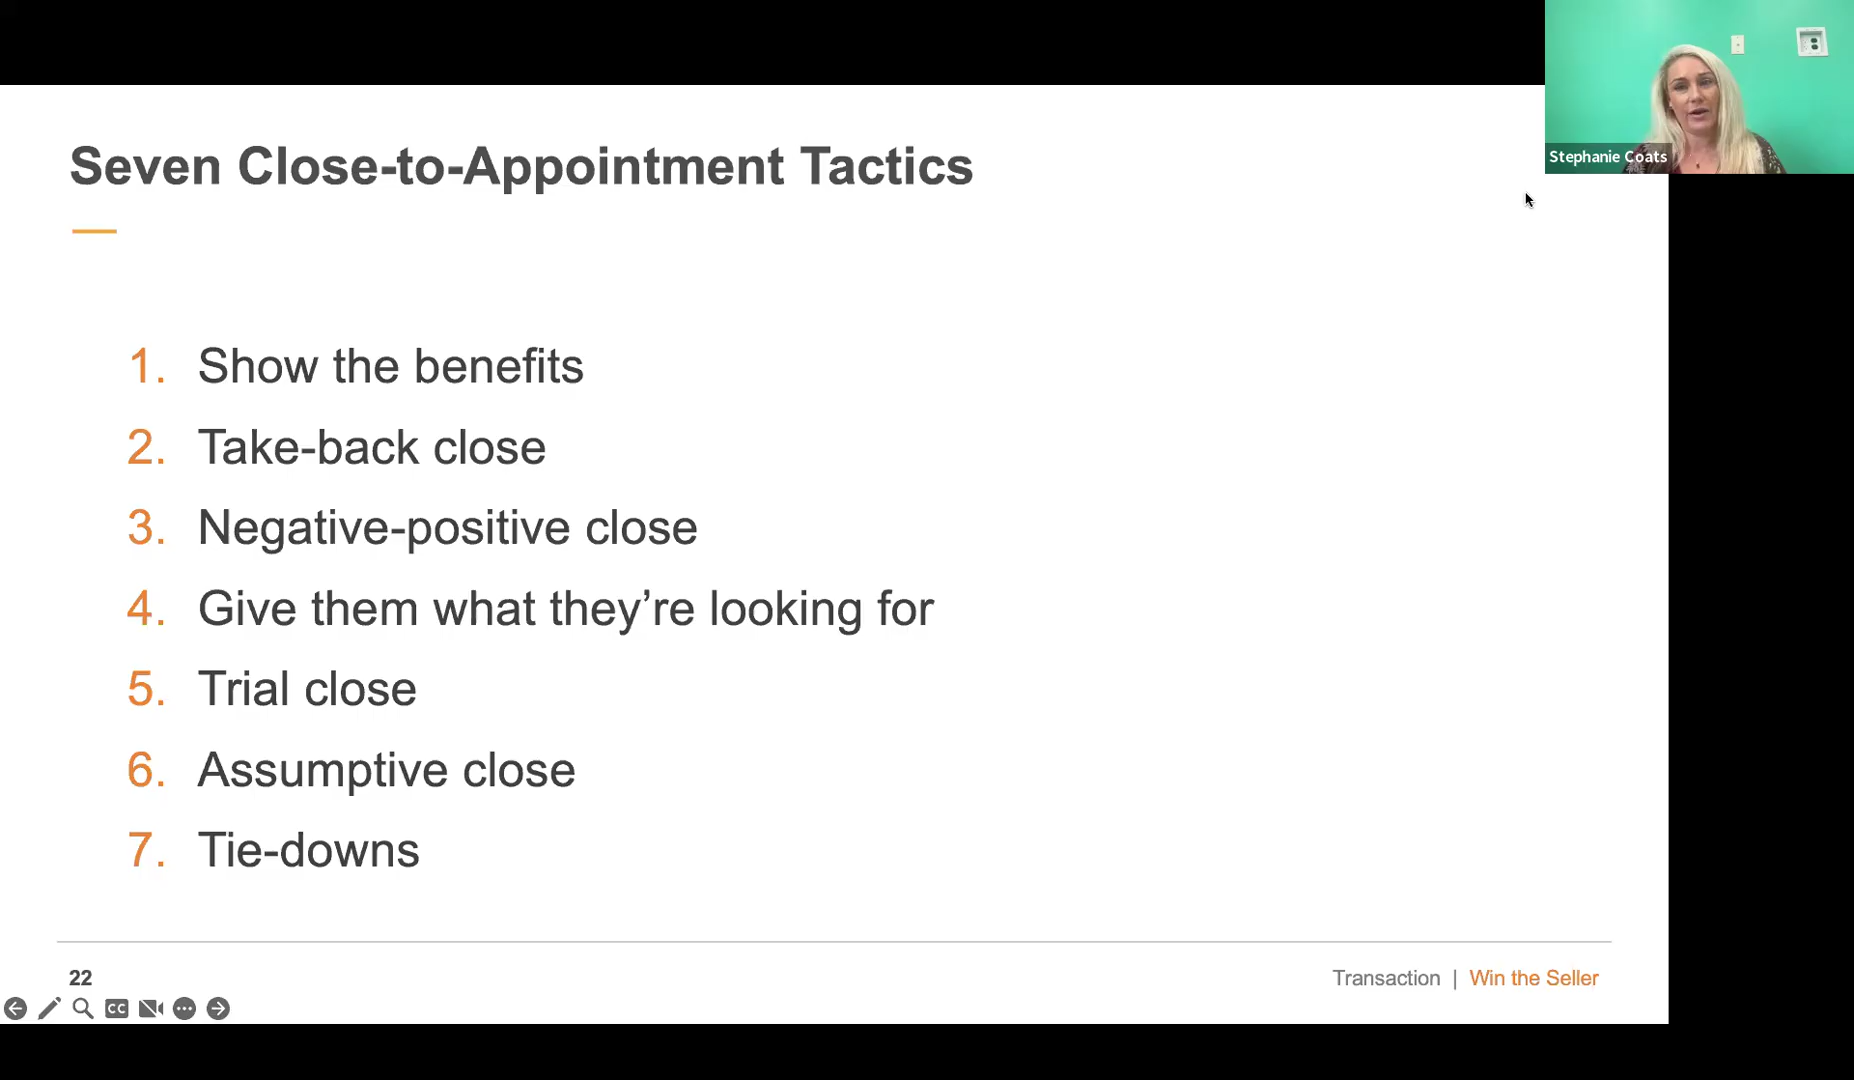 Stephanie Coats
Seven Close-to-Appointment Tactics
1. Show the benefits
2. Take-back close
3. Negative-positive close
4. Give them what they’re looking for
5. Trial close
6. Assumptive close
7. Tie-downs
22
Transaction | Win the Seller
CC